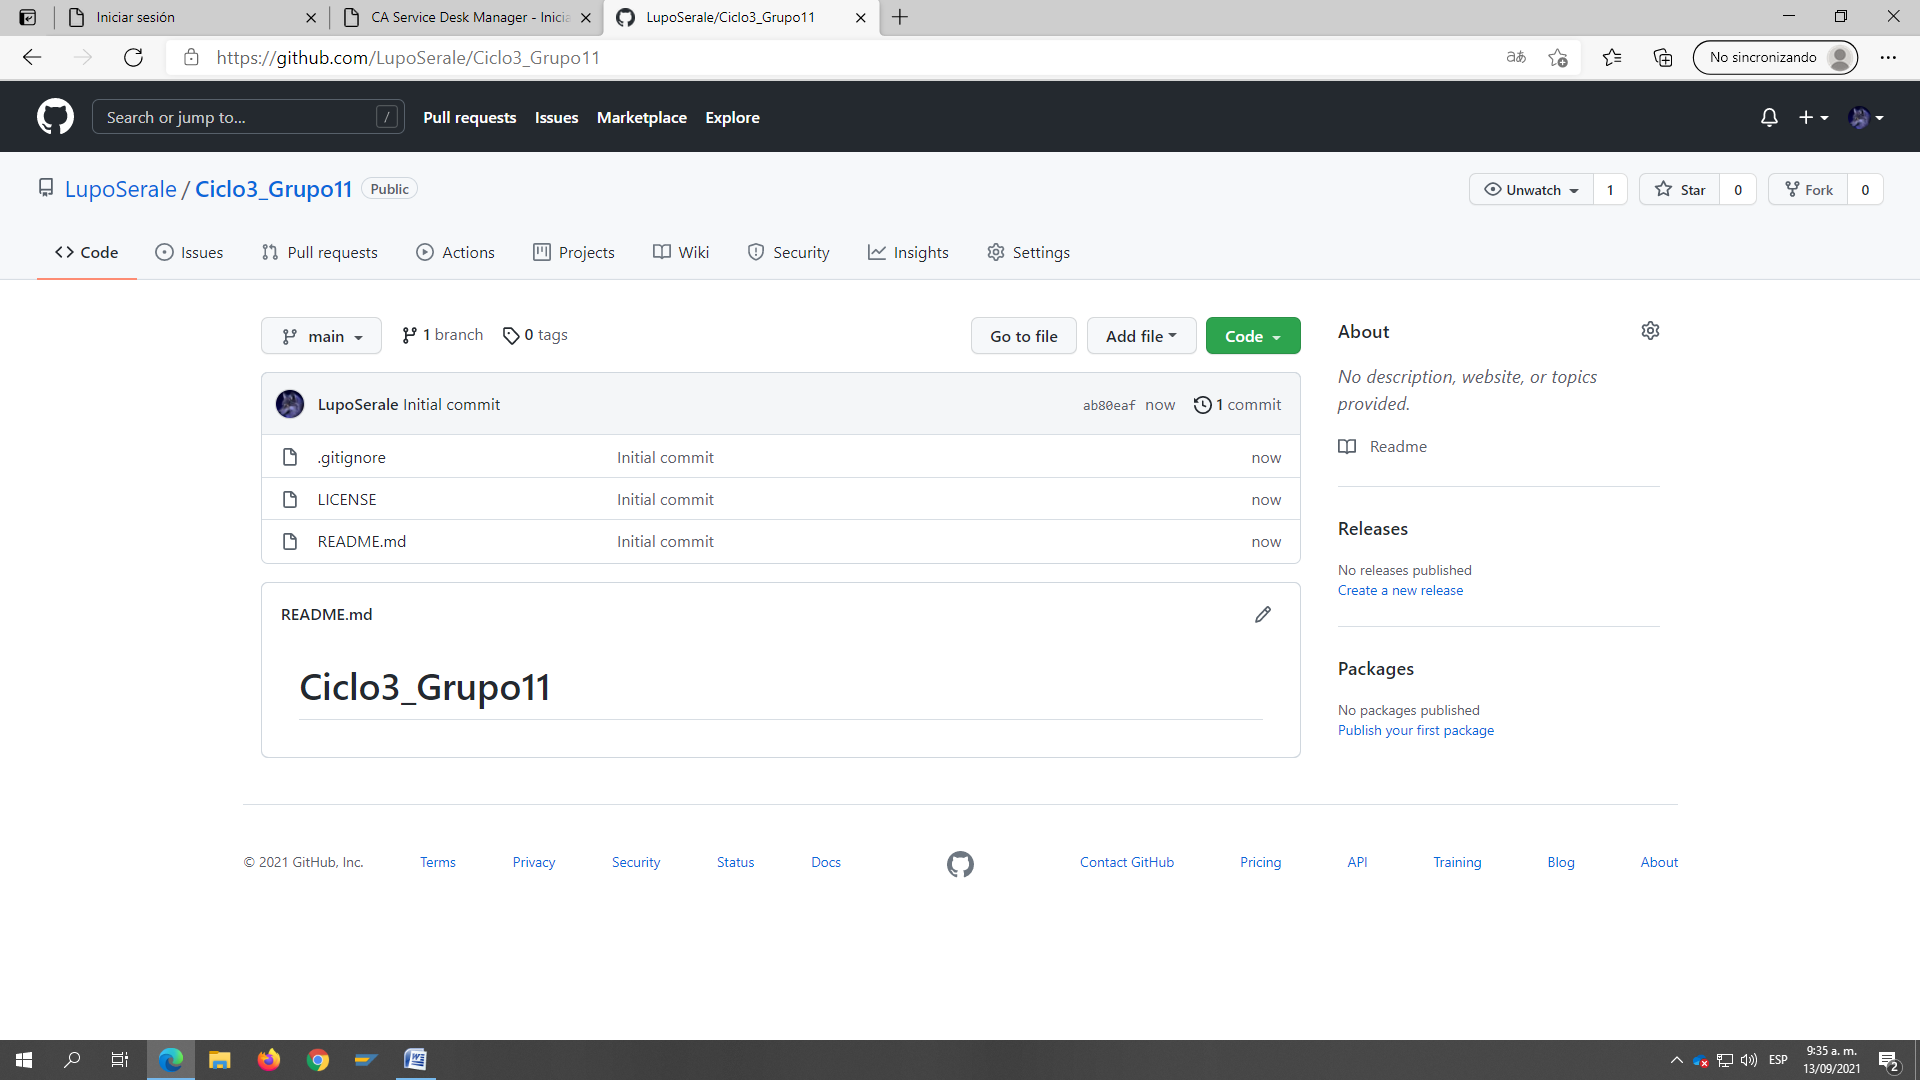 Iniciar sesión
CA Service Desk Manager - Inicia
LupoSerale/Ciclo3_Grupo11
https://github.com/LupoSerale/Ciclo3_Grupo11
No sincronizando
Search or jump to...
/
Pull requests
Issues
Marketplace
Explore
LupoSerale / Ciclo3_Grupo11
Public
Unwatch 1
Star 0
Fork 0
Code
Issues
Pull requests
Actions
Projects
Wiki
Security
Insights
Settings
main
1 branch
0 tags
Go to file
Add file
Code
LupoSerale Initial commit
ab80eaf now
1 commit
.gitignore Initial commit now
LICENSE Initial commit now
README.md Initial commit now
README.md
Ciclo3_Grupo11
About
No description, website, or topics
provided.
Readme
Releases
No releases published
Create a new release
Packages
No packages published
Publish your first package
© 2021 GitHub, Inc.
Terms
Privacy
Security
Status
Docs
Contact GitHub
Pricing
API
Training
Blog
About
ESP
9:35 a. m.
13/09/2021
2